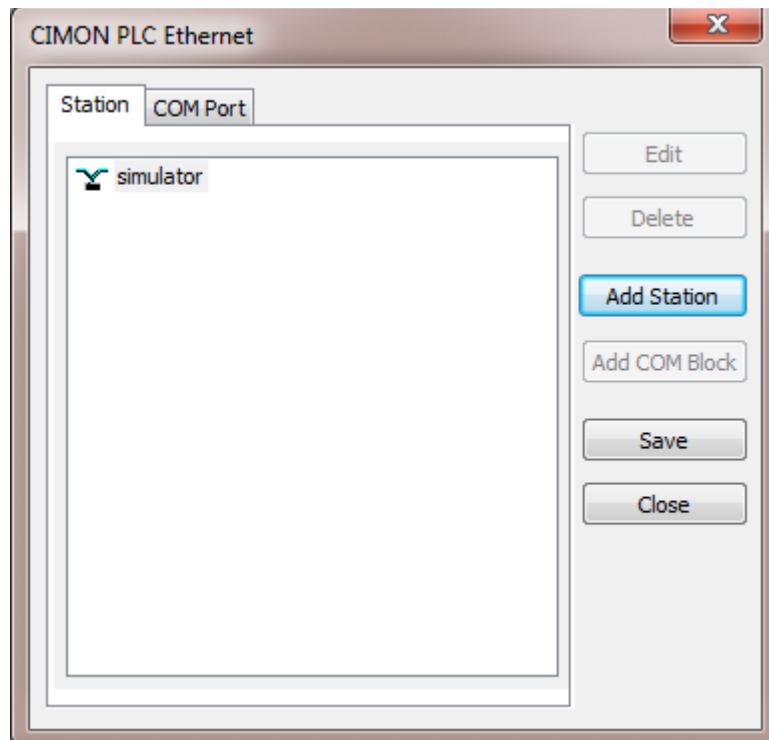 CIMON PLC Ethernet
Station
COM Port
simulator
Edit
Delete
Add Station
Add COM Block
Save
Close